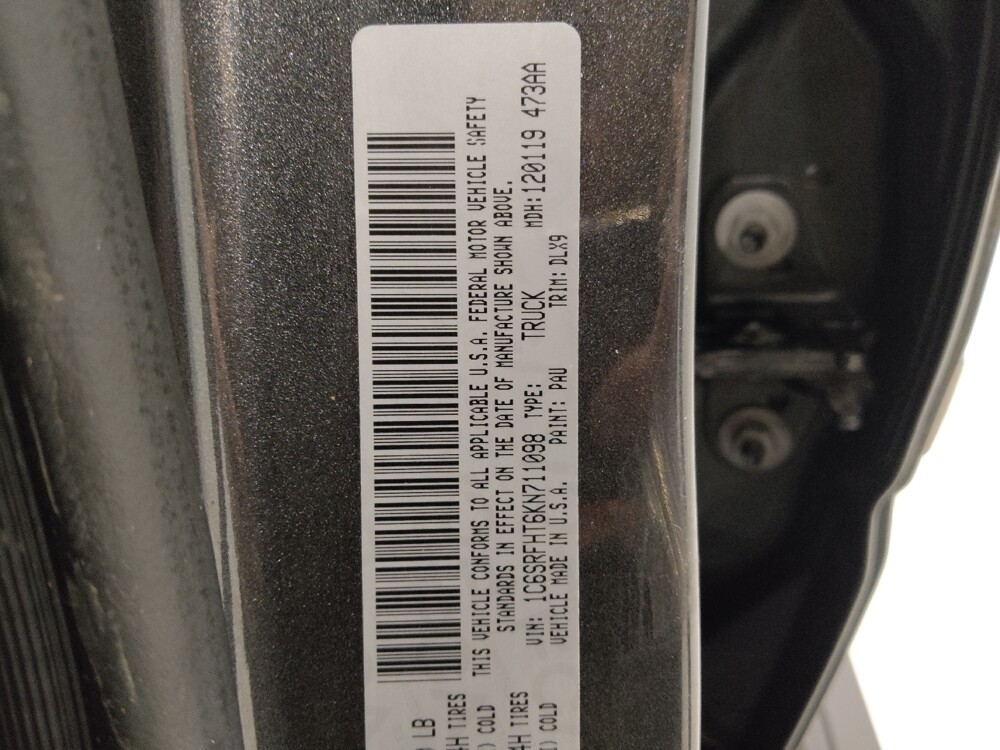 LB
4H TIRES
) COLD
THIS VEHICLE CONFORMS TO ALL APPLICABLE U.S.A. FEDERAL MOTOR VEHICLE SAFETY
STANDARDS IN EFFECT ON THE DATE OF MANUFACTURE SHOWN ABOVE.
4H TIRES
VIN: 1C6SRFHT6KN711098 TYPE: TRUCK MDH:120119 473AA
) COLD
VEHICLE MADE IN U.S.A. PAINT: PAU TRIM: DLX9